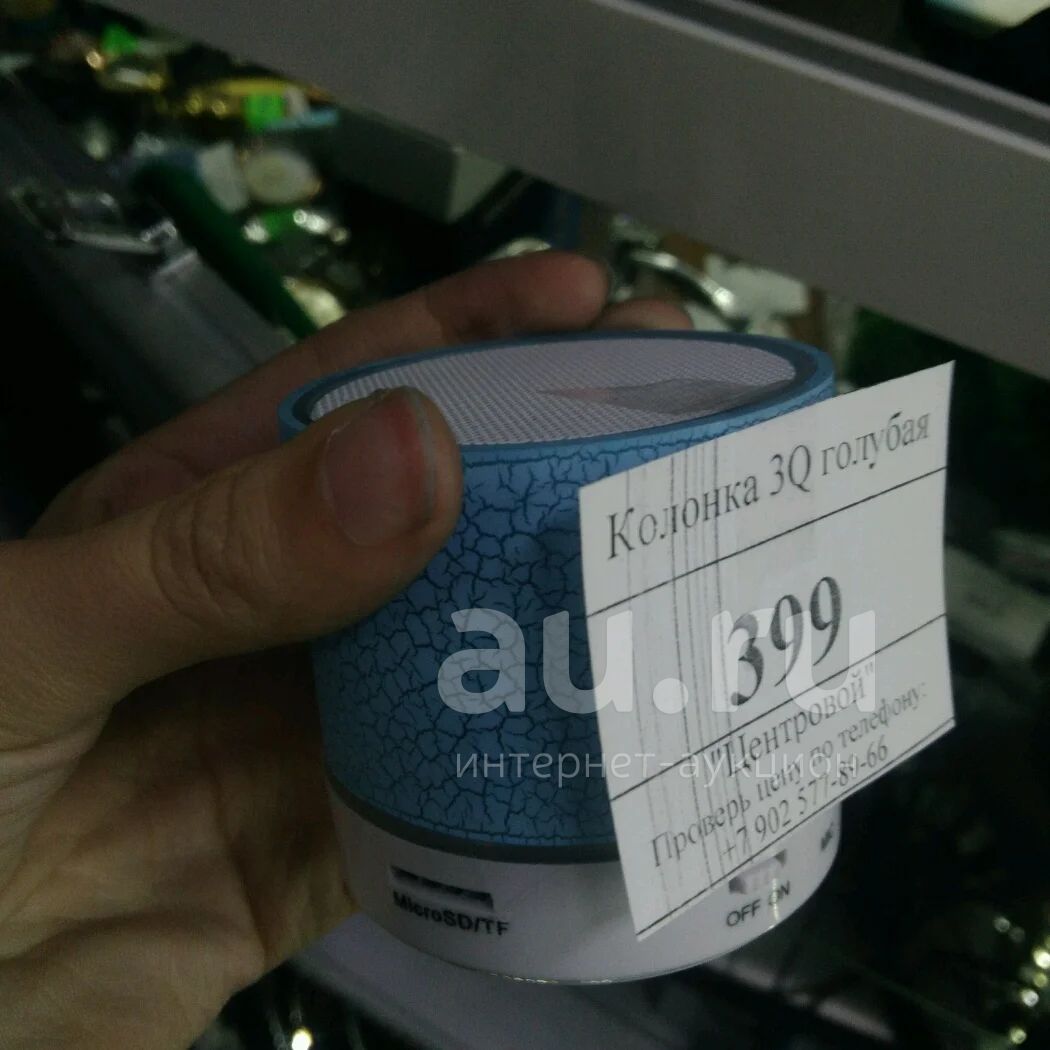 Колонка 3Q голубая
399
"Центровой"
Проверь цену по телефону:
+7 902 577-89-66
au.ru
интернет-аукцион
MicroSD/TF
OFF ON